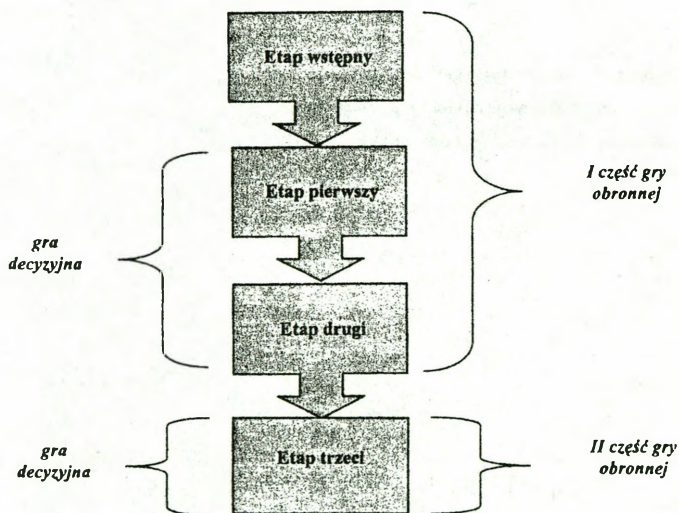 Etap wstępny
Etap pierwszy
I część gry
obronnej
gra
decyzyjna
Etap drugi
gra
decyzyjna
Etap trzeci
II część gry
obronnej